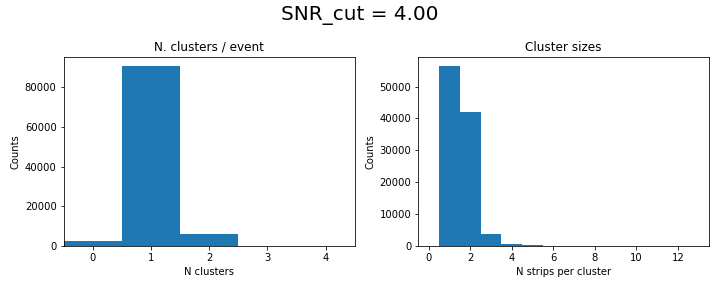 SNR_cut = 4.00
N. clusters / event
Counts
80000
60000
40000
20000
0
0 1 2 3 4
N clusters
Cluster sizes
Counts
50000
40000
30000
20000
10000
0
0 2 4 6 8 10 12
N strips per cluster